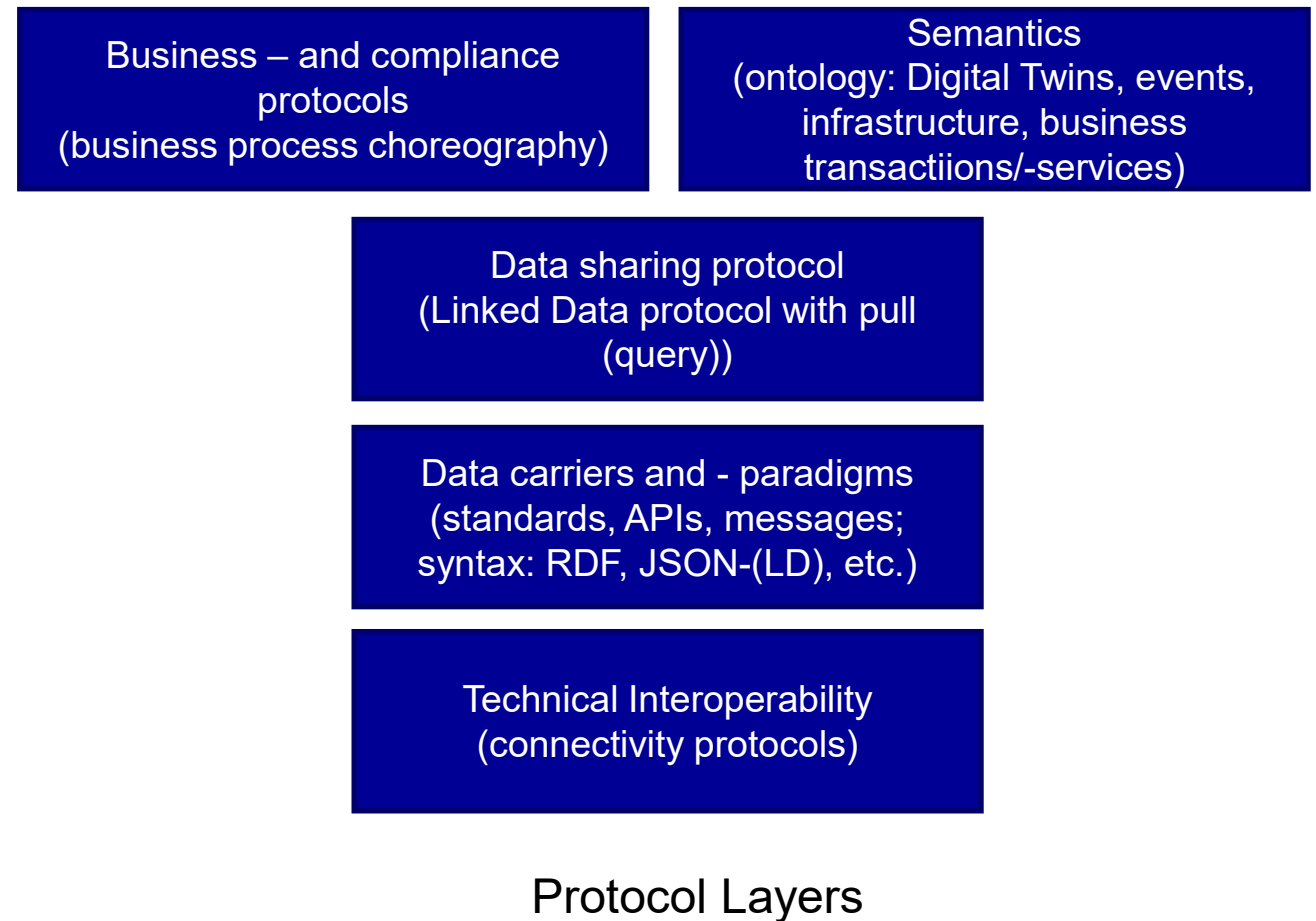 Business – and compliance
protocols
(business process choreography)
Semantics
(ontology: Digital Twins, events,
infrastructure, business
transactiions/-services)
Data sharing protocol
(Linked Data protocol with pull
(query))
Data carriers and - paradigms
(standards, APIs, messages;
syntax: RDF, JSON-(LD), etc.)
Technical Interoperability
(connectivity protocols)
Protocol Layers